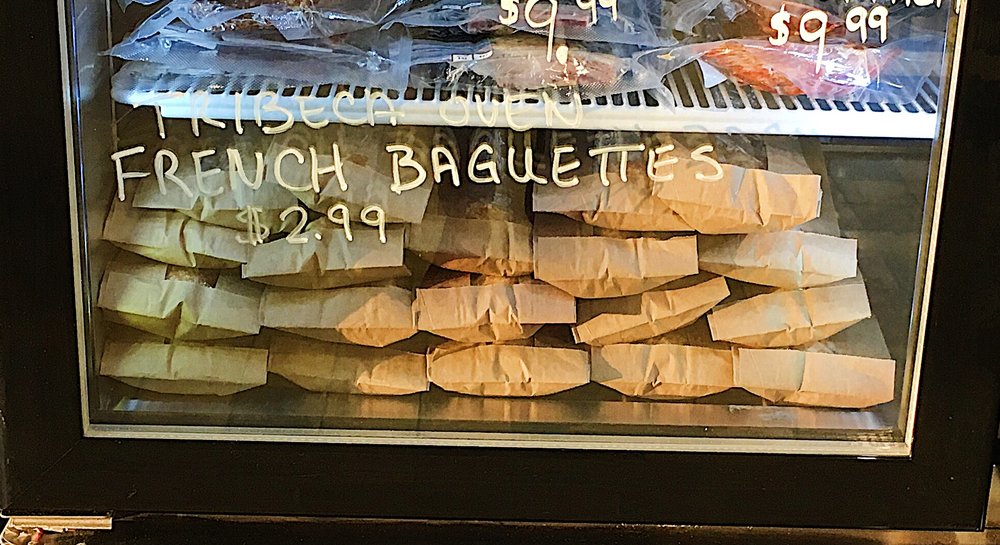 $9.99
$9.99
TRIBECA OVEN
FRENCH BAGUETTES
$2.99